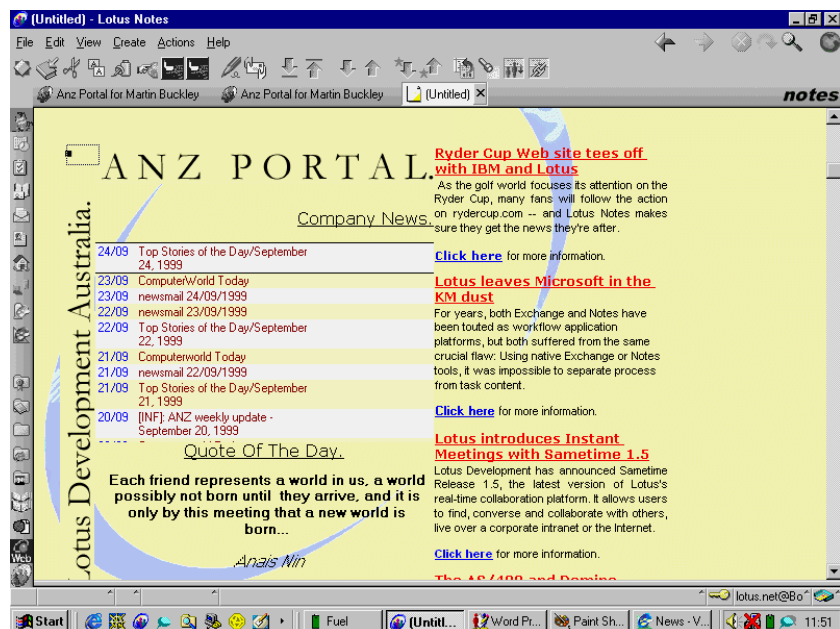 (Untitled) - Lotus Notes
File Edit View Create Actions Help
Anz Portal for Martin Buckley
Anz Portal for Martin Buckley
(Untitled)
notes
ANZ PORTAL.
Lotus Development Australia.
Company News.
24/09 Top Stories of the Day/September
24, 1999
23/09 ComputerWorld Today
23/09 newsmail 24/09/1999
22/09 newsmail 23/09/1999
22/09 Top Stories of the Day/September
22, 1999
21/09 Computerworld Today
21/09 newsmail 22/09/1999
21/09 Top Stories of the Day/September
21, 1999
20/09 [INF]: ANZ weekly update -
September 20, 1999
Quote Of The Day.
Each friend represents a world in us, a world
possibly not born until they arrive, and it is
only by this meeting that a new world is
born...
Anais Nin
Ryder Cup Web site tees off
with IBM and Lotus
As the golf world focuses its attention on the
Ryder Cup, many fans will follow the action
on rydercup.com -- and Lotus Notes makes
sure they get the news they're after.
Click here for more information.
Lotus leaves Microsoft in the
KM dust
For years, both Exchange and Notes have
been touted as workflow application
platforms, but both suffered from the same
crucial flaw: Using native Exchange or Notes
tools, it was impossible to separate process
from task content.
Click here for more information.
Lotus introduces Instant
Meetings with Sametime 1.5
Lotus Development has announced Sametime
Release 1.5, the latest version of Lotus's
real-time collaboration platform. It allows users
to find, converse and collaborate with others,
live over a corporate intranet or the Internet.
Click here for more information.
The AS/400 and Domino
Web
lotus.net@Bo
Start
Fuel
(Untitl...
Word Pr...
Paint Sh...
News - V...
11:51